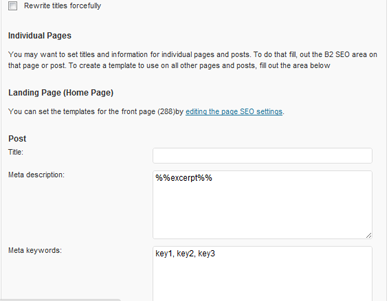 Rewrite titles forcefully
Individual Pages
You may want to set titles and information for individual pages and posts. To do that fill, out the B2 SEO area on
that page or post. To create a template to use on all other pages and posts, fill out the area below
Landing Page (Home Page)
You can set the templates for the front page (288)by editing the page SEO settings.
Post
Title:
Meta description:
%%excerpt%%
Meta keywords:
key1, key2, key3